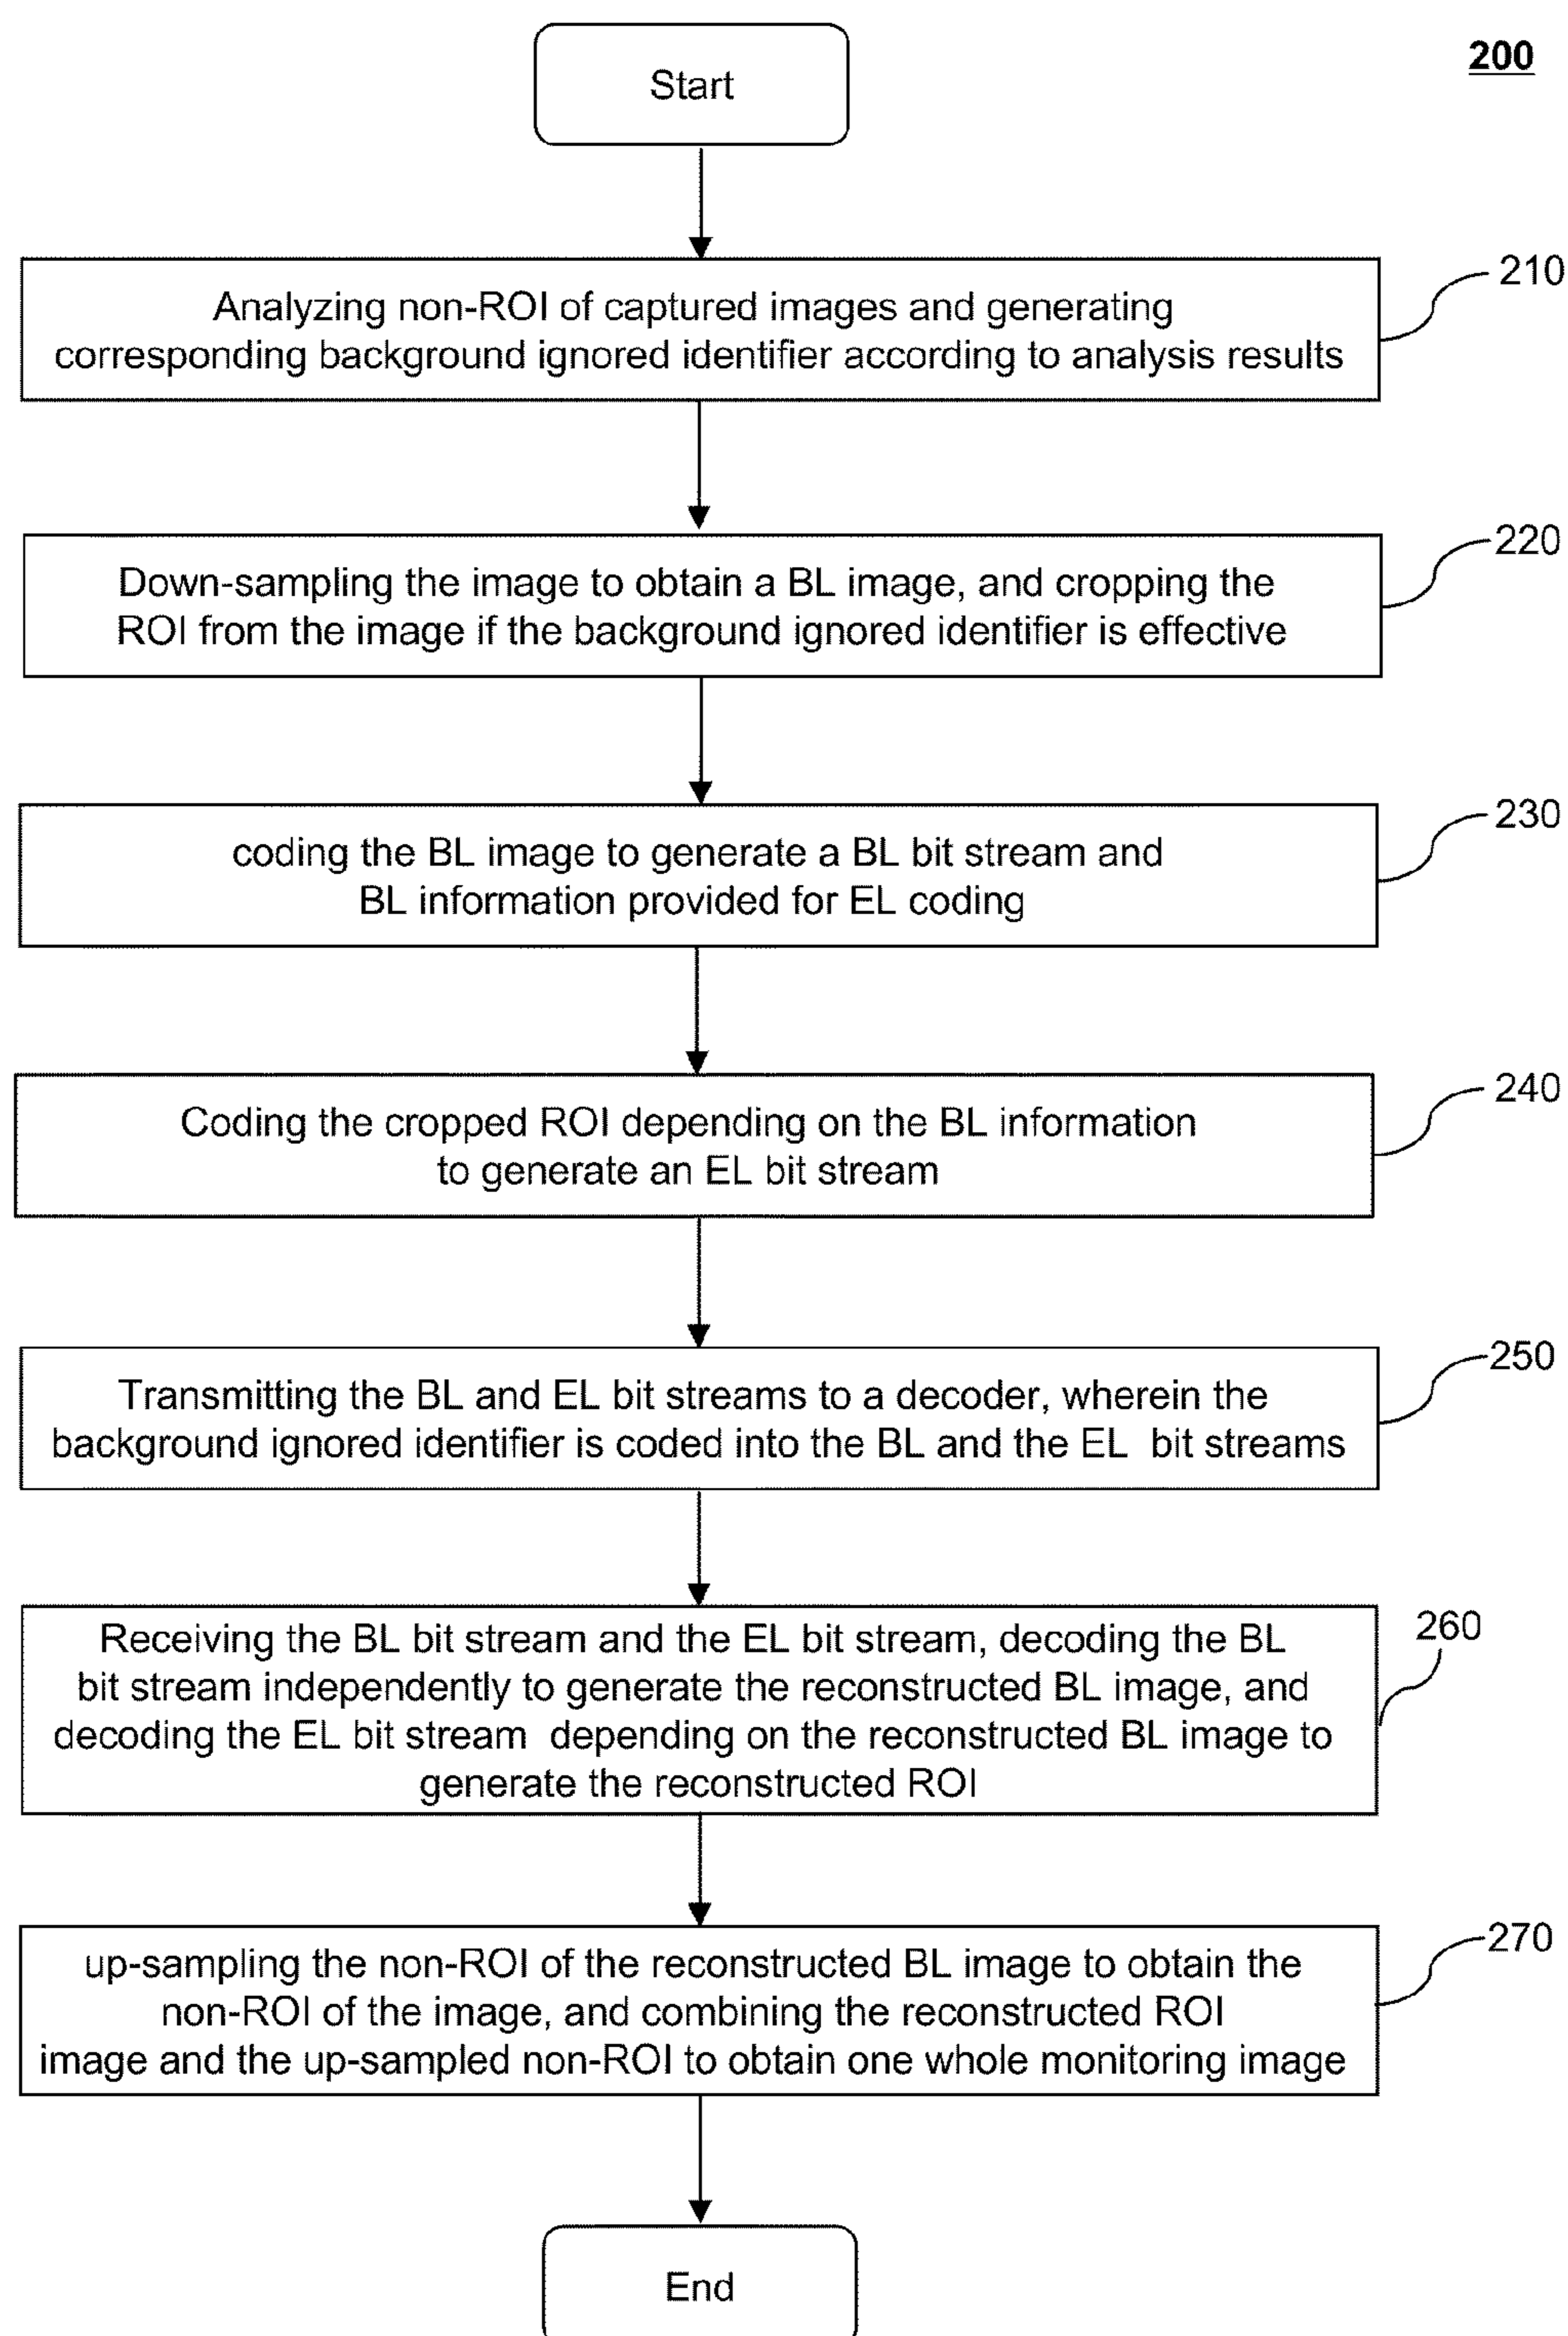 200
Start
210
Analyzing non-ROI of captured images and generating
corresponding background ignored identifier according to analysis results
220
Down-sampling the image to obtain a BL image, and cropping the
ROI from the image if the background ignored identifier is effective
230
coding the BL image to generate a BL bit stream and
BL information provided for EL coding
240
Coding the cropped ROI depending on the BL information
to generate an EL bit stream
250
Transmitting the BL and EL bit streams to a decoder, wherein the
background ignored identifier is coded into the BL and the EL bit streams
260
Receiving the BL bit stream and the EL bit stream, decoding the BL
bit stream independently to generate the reconstructed BL image, and
decoding the EL bit stream depending on the reconstructed BL image to
generate the reconstructed ROI
270
up-sampling the non-ROI of the reconstructed BL image to obtain the
non-ROI of the image, and combining the reconstructed ROI
image and the up-sampled non-ROI to obtain one whole monitoring image
End